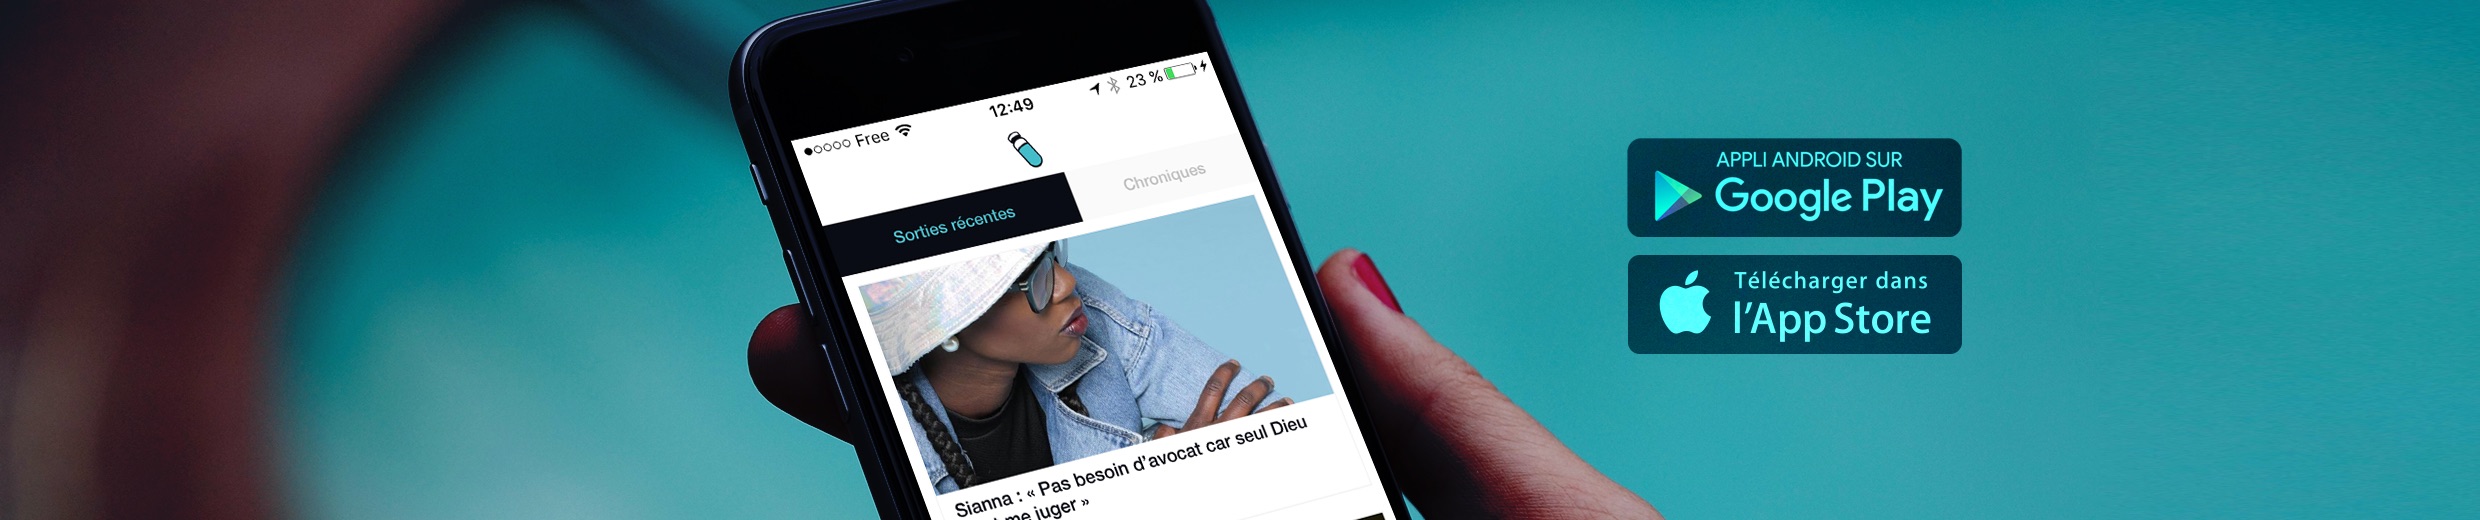 12:49
23 %
Free
Chroniques
Sorties récentes
Sianna : « Pas besoin d'avocat car seul Dieu
me juger »
APPLI ANDROID SUR
Google Play
Télécharger dans
l'App Store